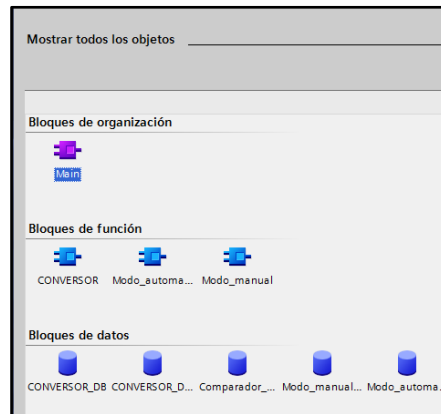 Mostrar todos los objetos
Bloques de organización
Main
Bloques de función
CONVERSOR Modo_automa... Modo_manual
Bloques de datos
CONVERSOR_DB CONVERSOR_D... Comparador_... Modo_manual... Modo_automa.